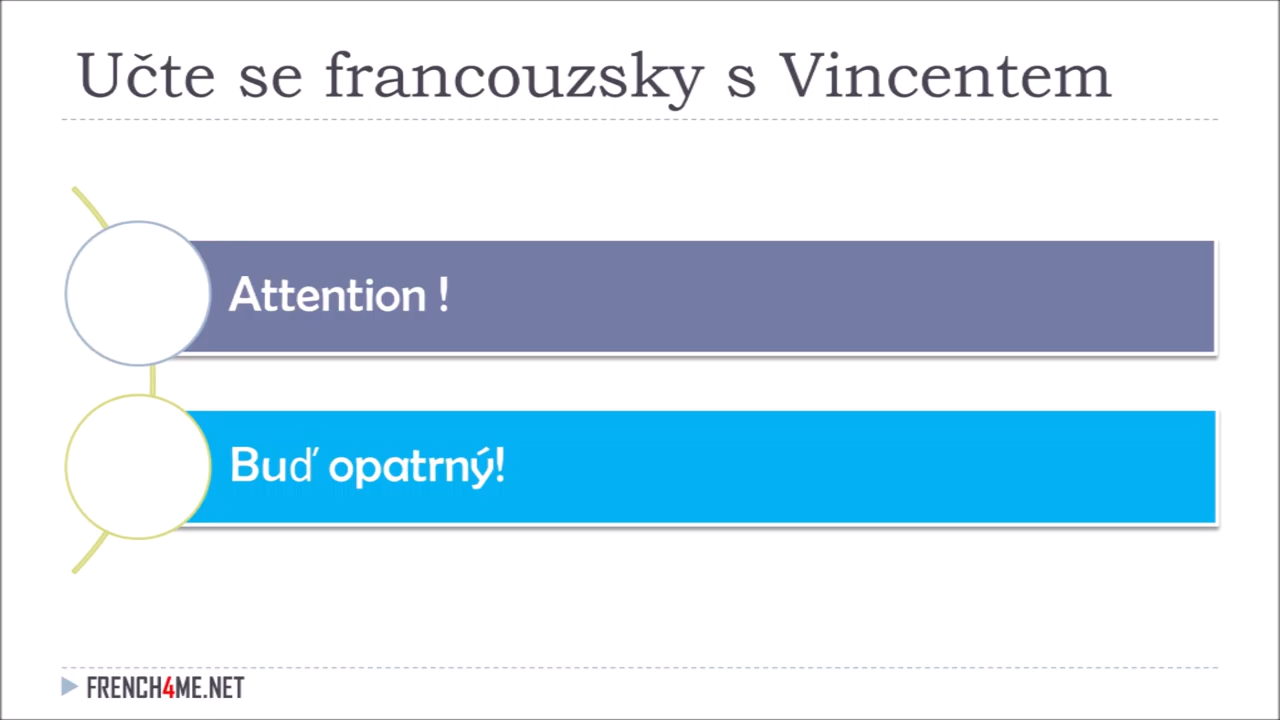 Učte se francouzsky s Vincentem
Attention !
Buď opatrný!
FRENCH4ME.NET